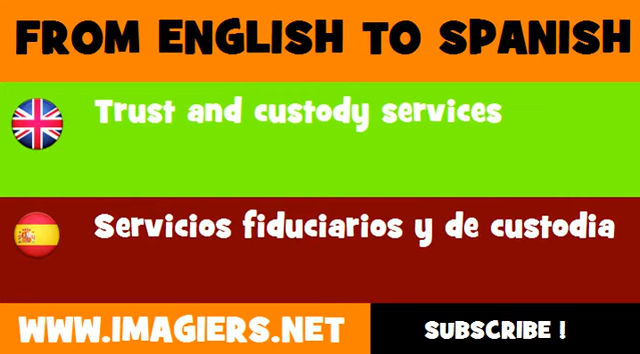 FROM ENGLISH TO SPANISH
Trust and custody services
Servicios fiduciarios y de custodia
WWW.IMAGIERS.NET
SUBSCRIBE !